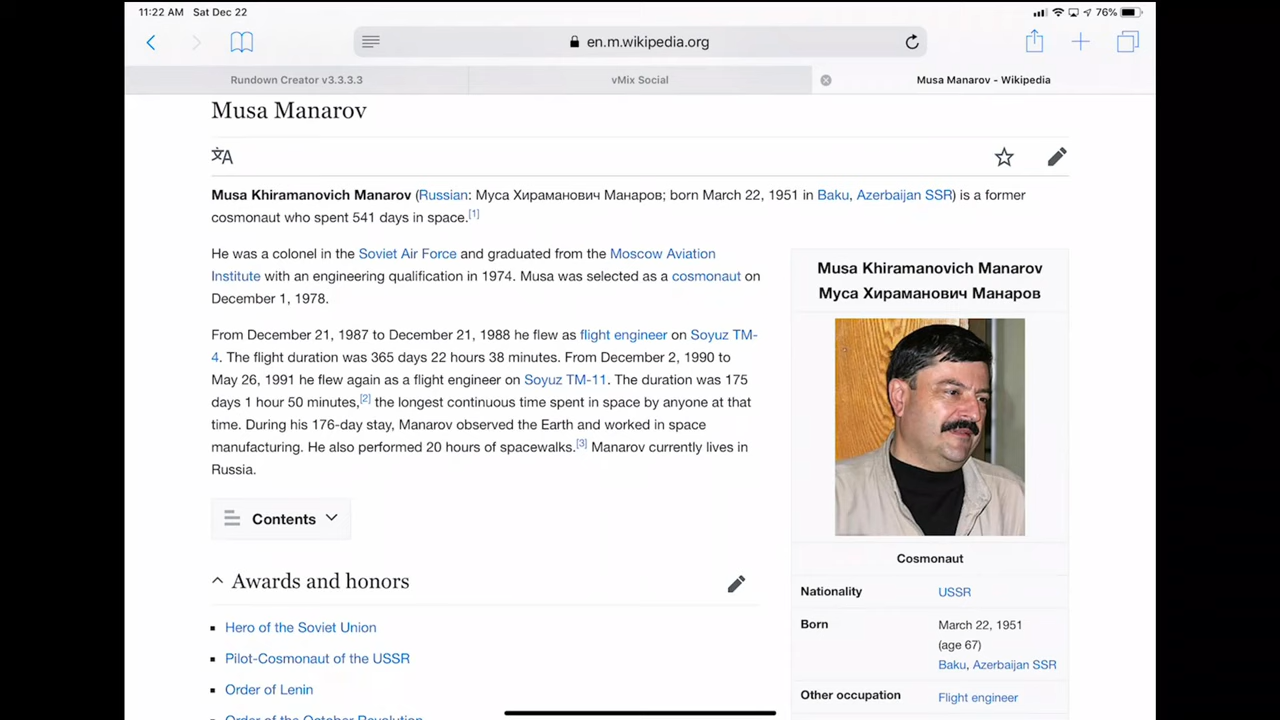 11:22 AM Sat Dec 22
76%
en.m.wikipedia.org
Rundown Creator v3.3.3.3
vMix Social
Musa Manarov - Wikipedia
Musa Manarov
Musa Khiramanovich Manarov (Russian: Муса Хираманович Манаров; born March 22, 1951 in Baku, Azerbaijan SSR) is a former
cosmonaut who spent 541 days in space.[1]
He was a colonel in the Soviet Air Force and graduated from the Moscow Aviation
Institute with an engineering qualification in 1974. Musa was selected as a cosmonaut on
December 1, 1978.
From December 21, 1987 to December 21, 1988 he flew as flight engineer on Soyuz TM-
4. The flight duration was 365 days 22 hours 38 minutes. From December 2, 1990 to
May 26, 1991 he flew again as a flight engineer on Soyuz TM-11. The duration was 175
days 1 hour 50 minutes,[2] the longest continuous time spent in space by anyone at that
time. During his 176-day stay, Manarov observed the Earth and worked in space
manufacturing. He also performed 20 hours of spacewalks.[3] Manarov currently lives in
Russia.
Contents
Awards and honors
Hero of the Soviet Union
Pilot-Cosmonaut of the USSR
Order of Lenin
Order of the October Revolution
Musa Khiramanovich Manarov
Муса Хираманович Манаров
Cosmonaut
Nationality USSR
Born March 22, 1951
(age 67)
Baku, Azerbaijan SSR
Other occupation Flight engineer